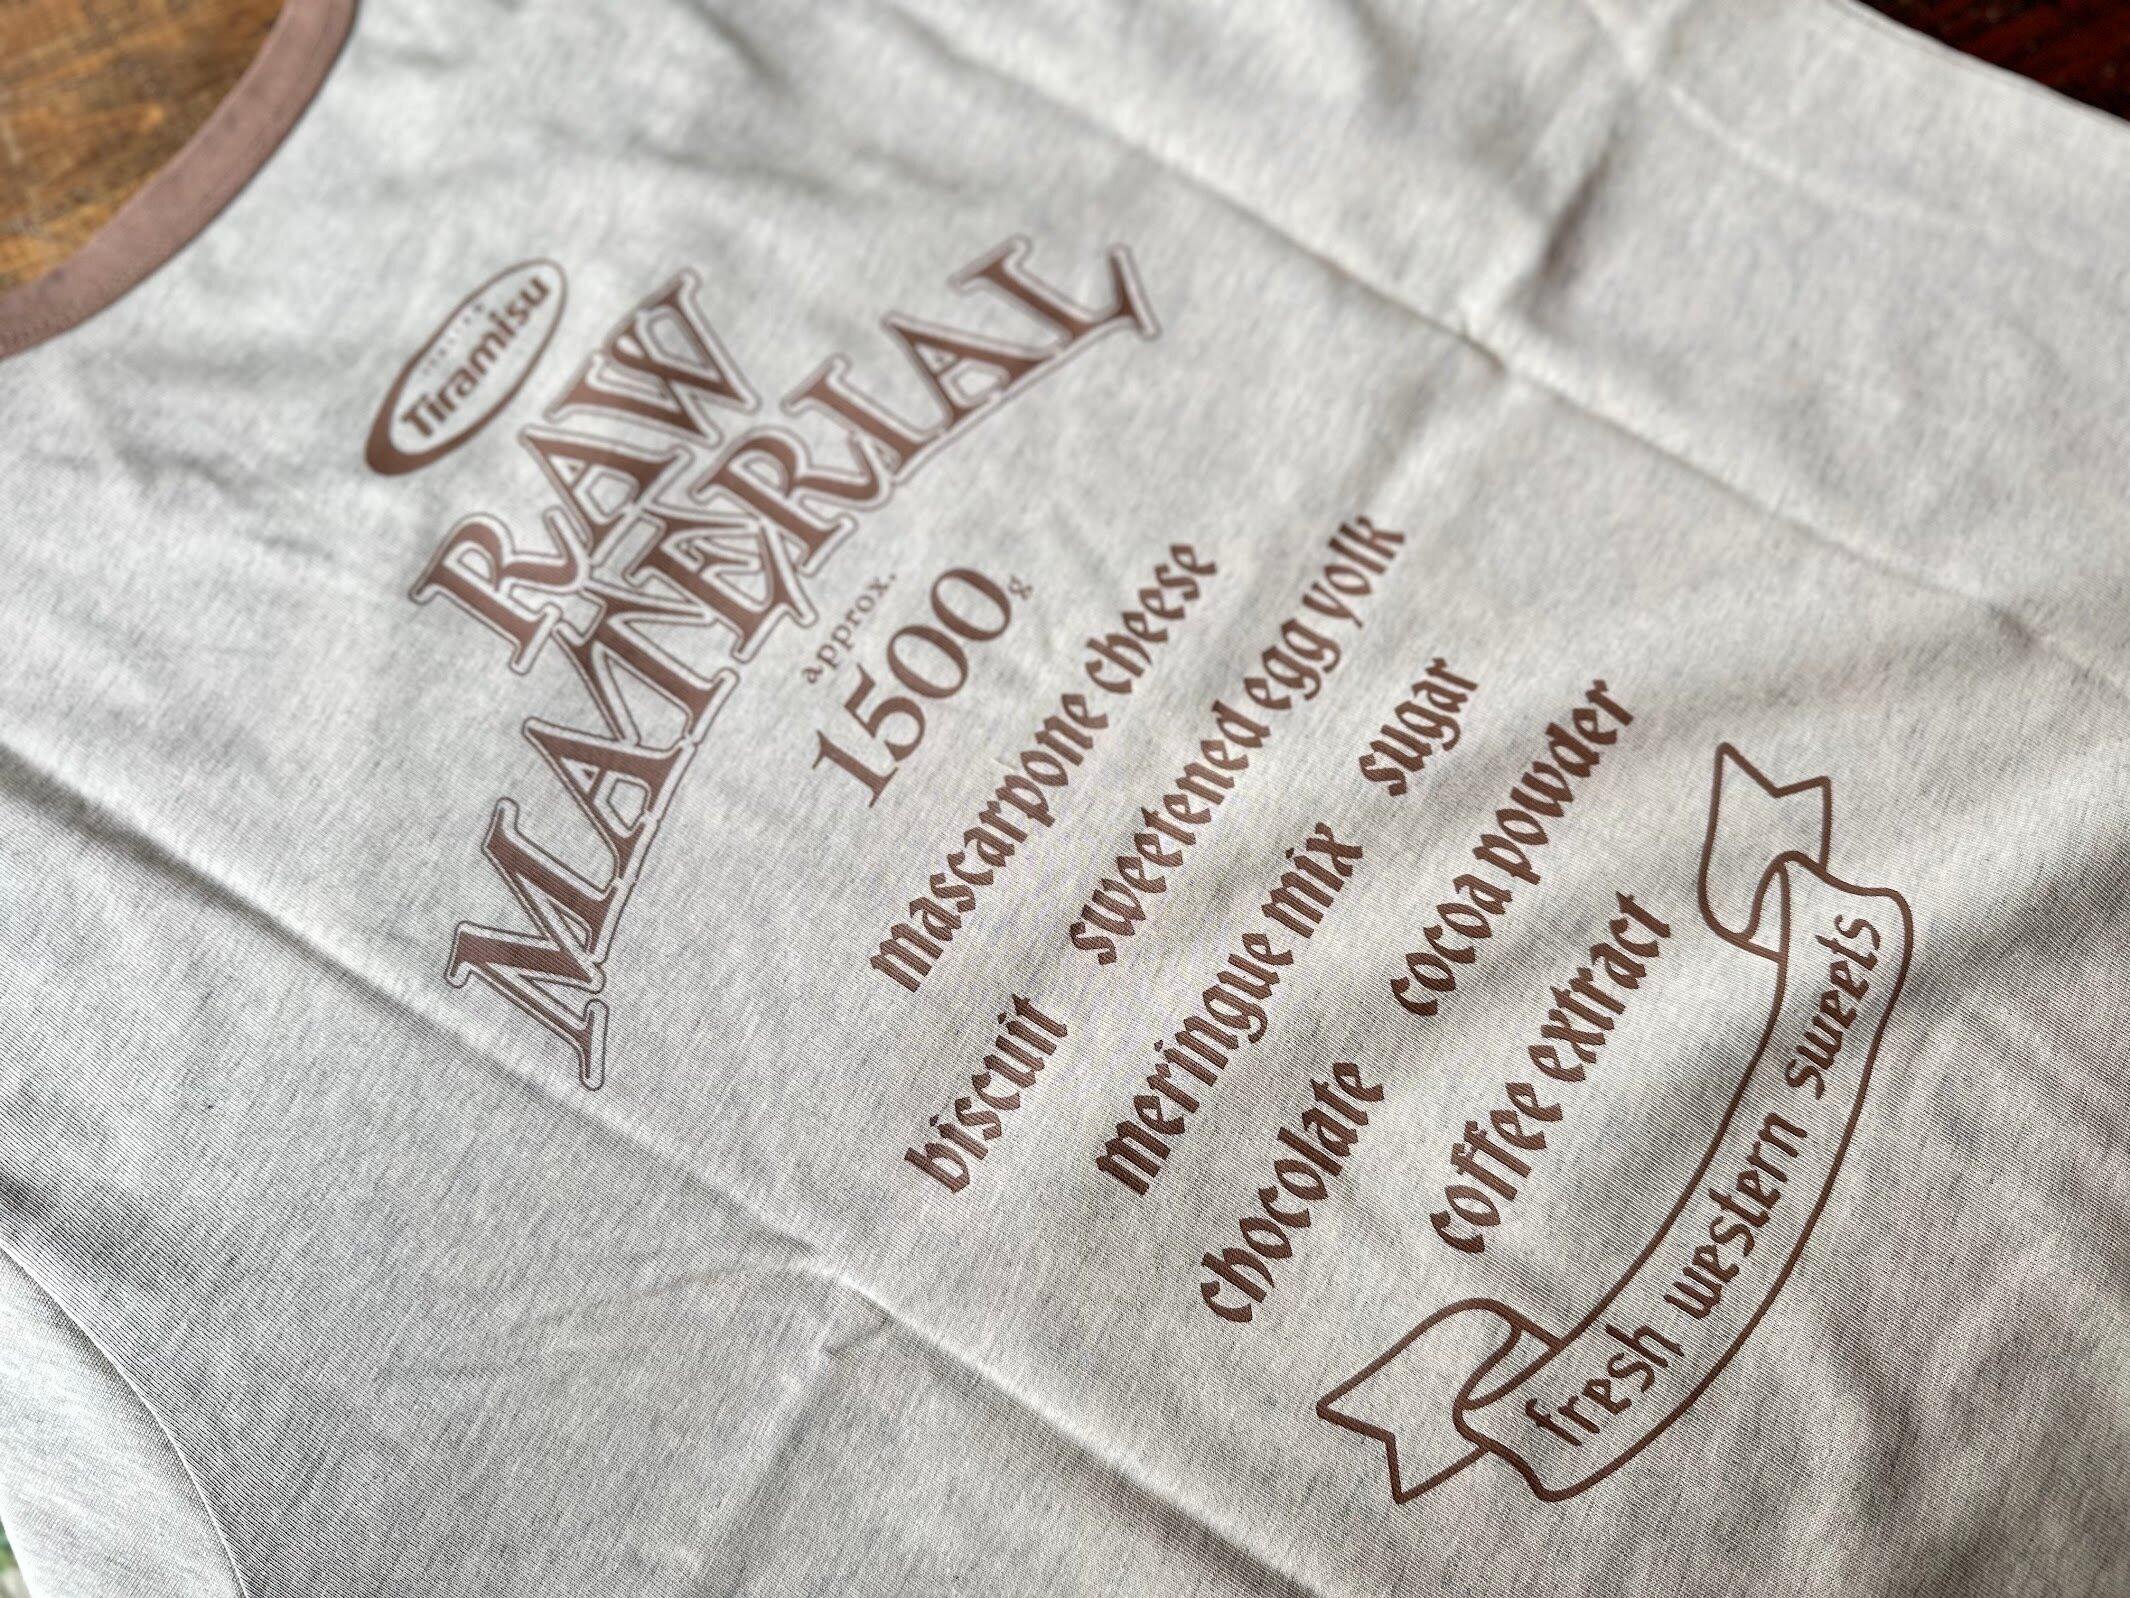 Tiramisu
RAW
MATERIAL
approx.
1500g
mascarpone cheese
biscuit sweetened egg yolk
meringue mix sugar
chocolate cocoa powder
coffee extract
fresh western sweets